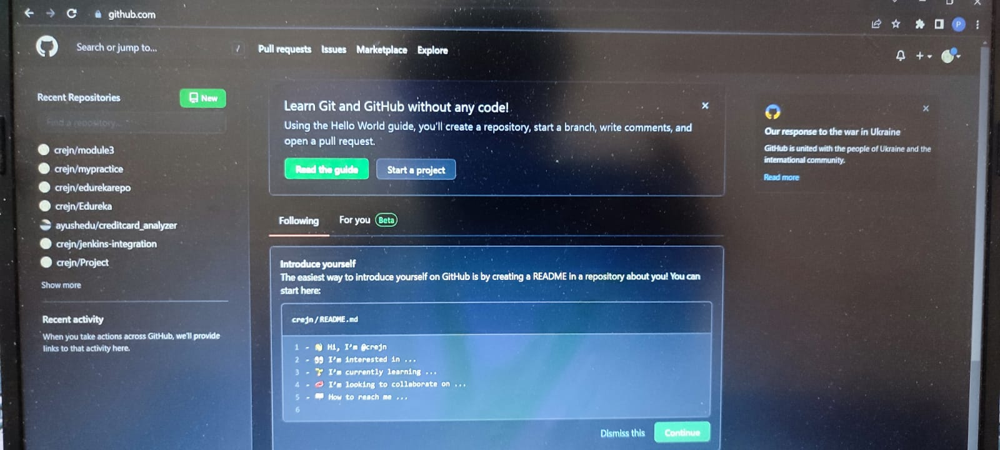 github.com
P
Search or jump to...
/
Pull requests Issues Marketplace Explore
Recent Repositories
New
Find a repository...
crejn/module3
crejn/mypractice
crejn/edurekarepo
crejn/Edureka
ayushedu/creditcard_analyzer
crejn/jenkins-integration
crejn/Project
Show more
Recent activity
When you take actions across GitHub, we'll provide
links to that activity here.
Learn Git and GitHub without any code!
Using the Hello World guide, you'll create a repository, start a branch, write comments, and
open a pull request.
Read the guide Start a project
Following For you Beta
Introduce yourself
The easiest way to introduce yourself on GitHub is by creating a README in a repository about you! You can
start here:
crejn/README.md
1 - 👋 Hi, I'm @crejn
2 - 👀 I'm interested in ...
3 - 🌱 I'm currently learning ...
4 - 💞️ I'm looking to collaborate on ...
5 - 📫 How to reach me ...
6
Dismiss this Continue
Our response to the war in Ukraine
GitHub is united with the people of Ukraine and the
international community.
Read more